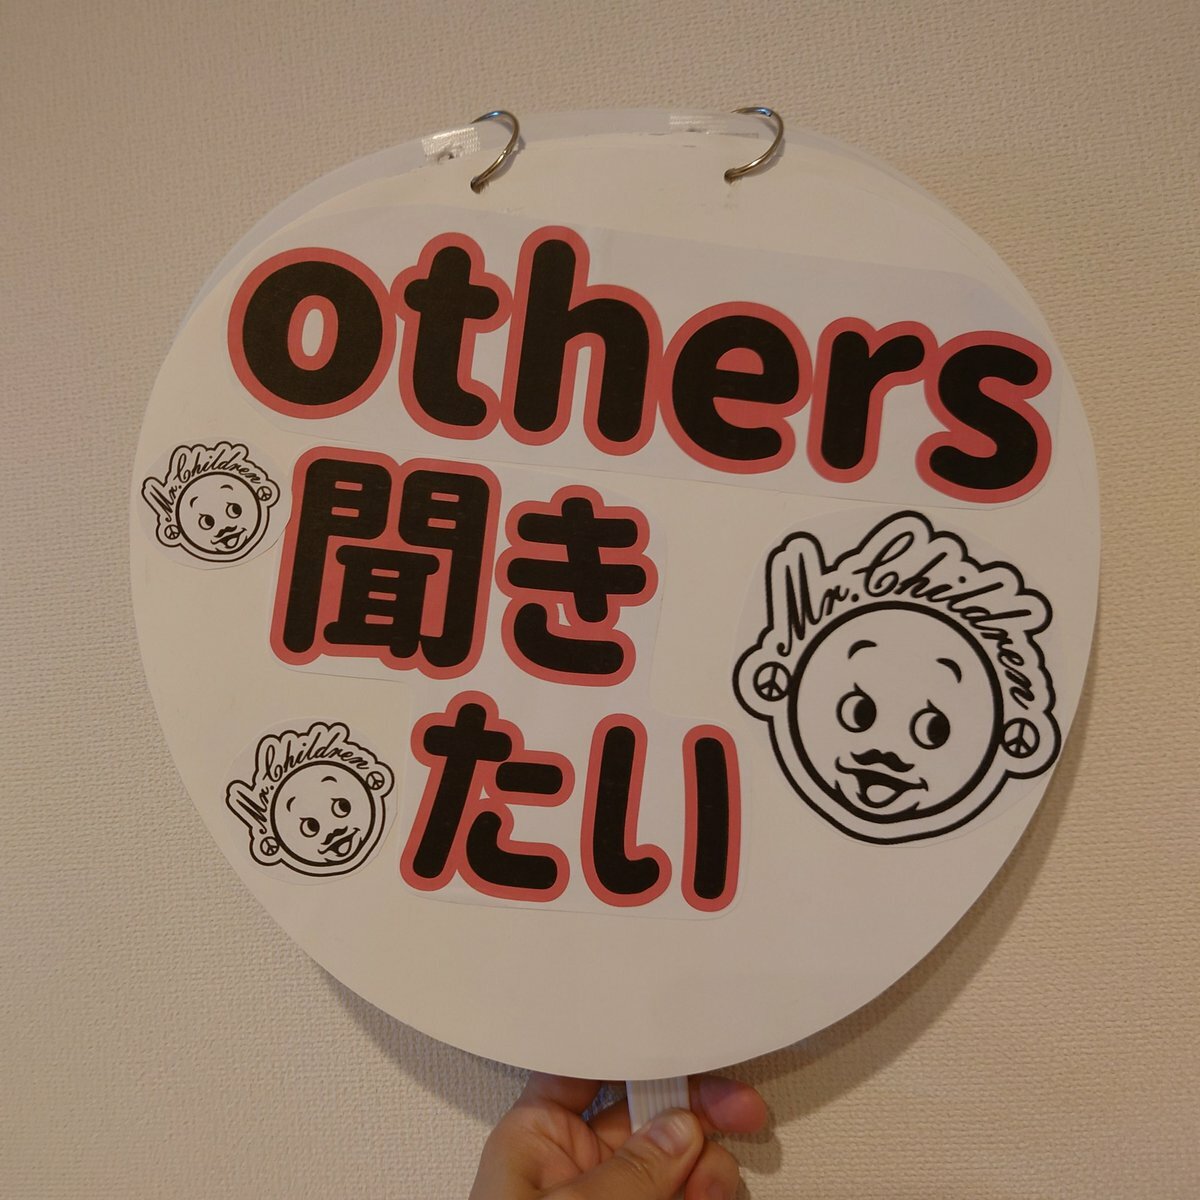 others
聞き
たい
Mr.Children
Mr.Children
Mr.Children